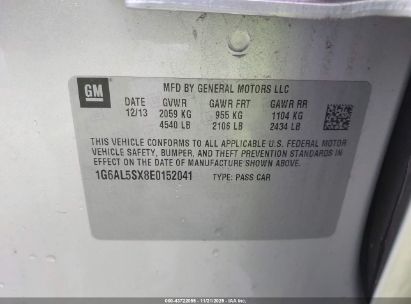 GM
MFD BY GENERAL MOTORS LLC
DATE GVWR GAWR FRT GAWR RR
12/13 2059 KG 955 KG 1104 KG
4540 LB 2106 LB 2434 LB
THIS VEHICLE CONFORMS TO ALL APPLICABLE U.S. FEDERAL MOTOR
VEHICLE SAFETY, BUMPER, AND THEFT PREVENTION STANDARDS IN
EFFECT ON THE DATE OF MANUFACTURE SHOWN ABOVE.
1G6AL5SX8E0152041 TYPE: PASS CAR